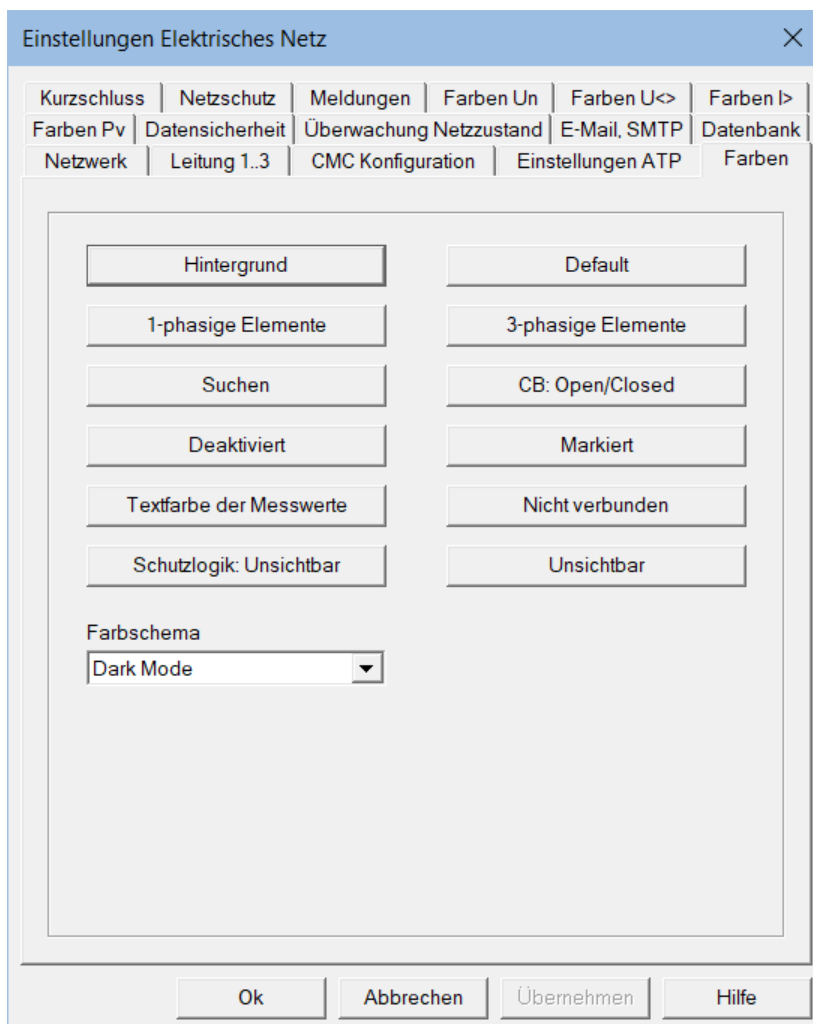 Einstellungen Elektrisches Netz
Kurzschluss Netzschutz Meldungen Farben Un Farben U<> Farben I>
Farben Pv Datensicherheit Überwachung Netzzustand E-Mail, SMTP Datenbank
Netzwerk Leitung 1..3 CMC Konfiguration Einstellungen ATP Farben
Hintergrund Default
1-phasige Elemente 3-phasige Elemente
Suchen CB: Open/Closed
Deaktiviert Markiert
Textfarbe der Messwerte Nicht verbunden
Schutzlogik: Unsichtbar Unsichtbar
Farbschema
Dark Mode
Ok Abbrechen Übernehmen Hilfe